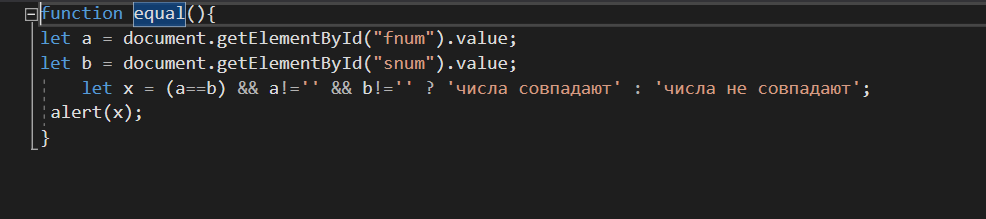 function equal(){
let a = document.getElementById("fnum").value;
let b = document.getElementById("snum").value;
let x = (a==b) && a!='' && b!='' ? 'числа совпадают' : 'числа не совпадают';
alert(x);
}